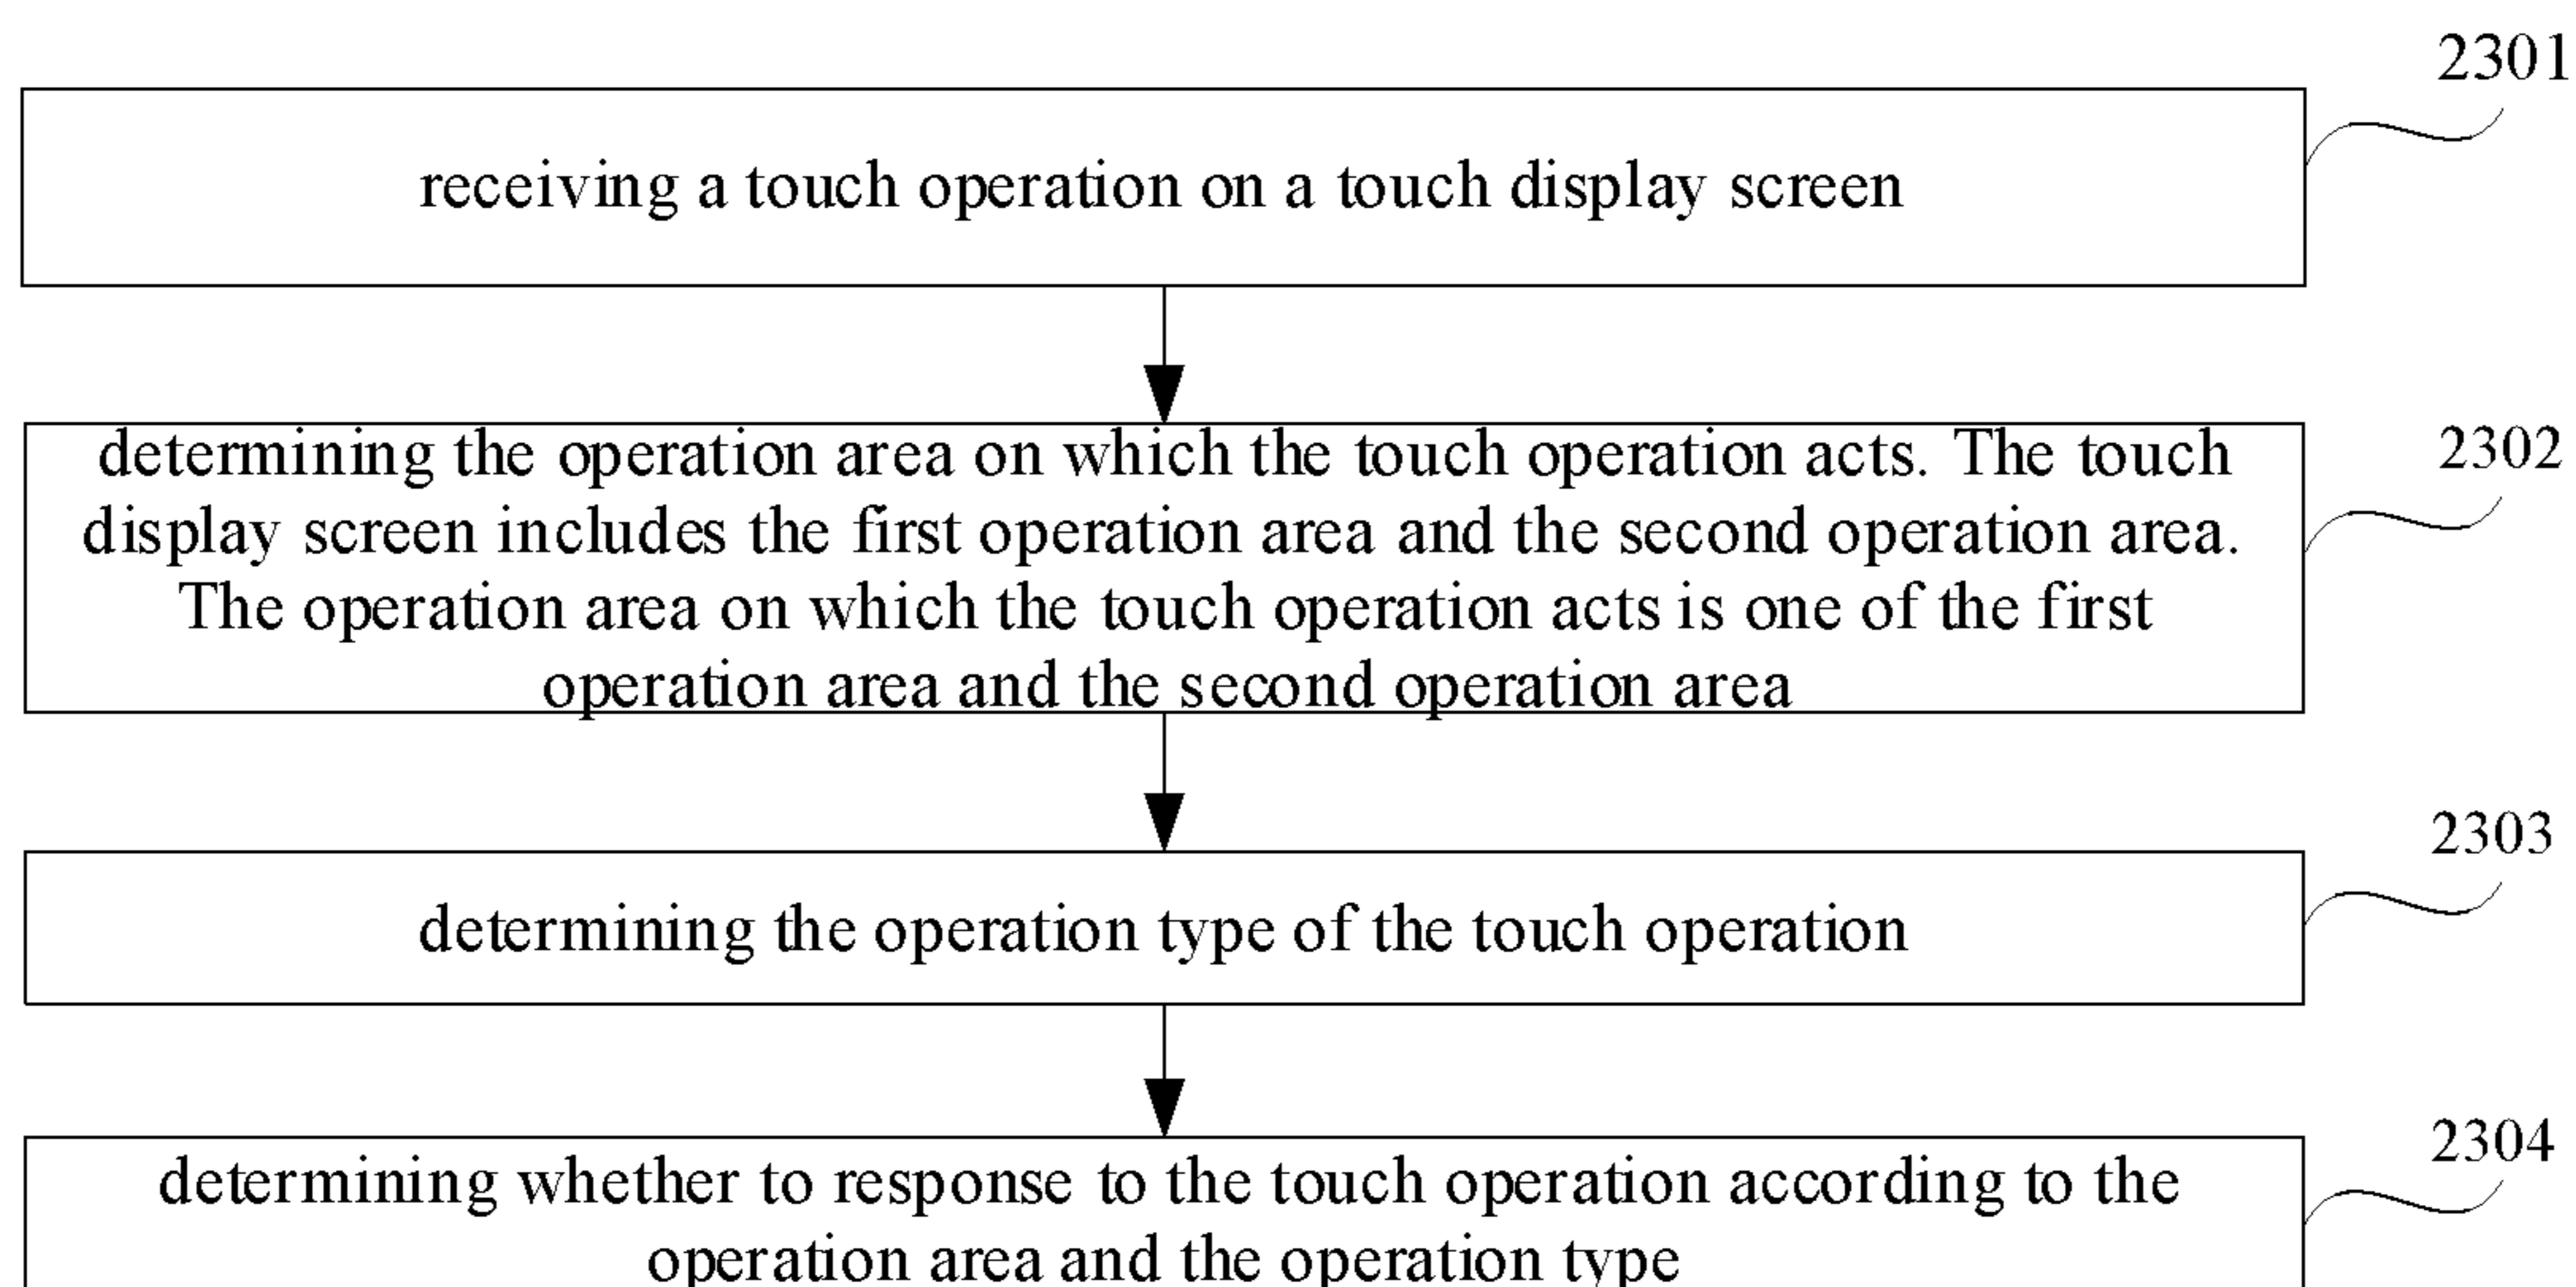 2301
receiving a touch operation on a touch display screen
determining the operation area on which the touch operation acts. The touch
2302
display screen includes the first operation area and the second operation area.
The operation area on which the touch operation acts is one of the first
operation area and the second operation area
2303
determining the operation type of the touch operation
2304
determining whether to response to the touch operation according to the
operation area and the operation type